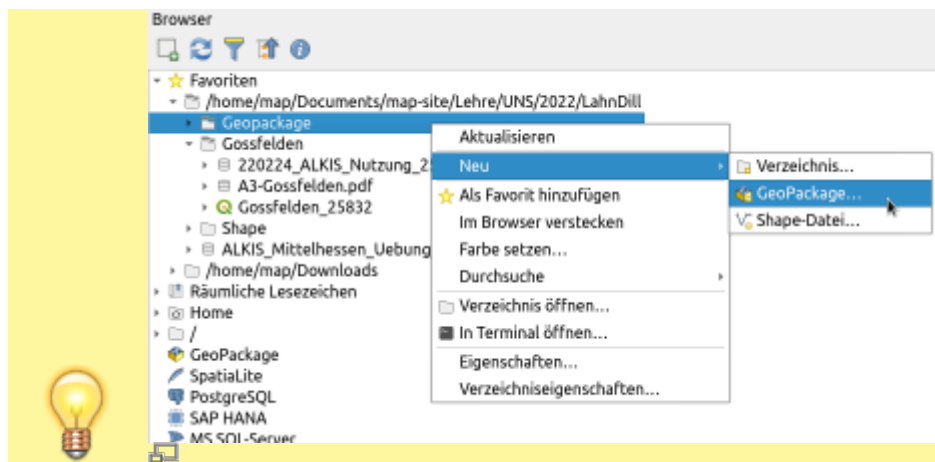 Browser
Favoriten
/home/map/Documents/map-site/Lehre/UNS/2022/LahnDill
Geopackage
Gossfelden
220224_ALKIS_Nutzung_2
A3-Gossfelden.pdf
Gossfelden_25832
Shape
ALKIS_Mittelhessen_Uebung
/home/map/Downloads
Räumliche Lesezeichen
Home
/
GeoPackage
SpatiaLite
PostgreSQL
SAP HANA
MS SQL-Server
Aktualisieren
Neu
Als Favorit hinzufügen
Im Browser verstecken
Farbe setzen...
Durchsuche
Verzeichnis öffnen...
In Terminal öffnen...
Eigenschaften...
Verzeichniseigenschaften...
Verzeichnis...
GeoPackage...
Shape-Datei...